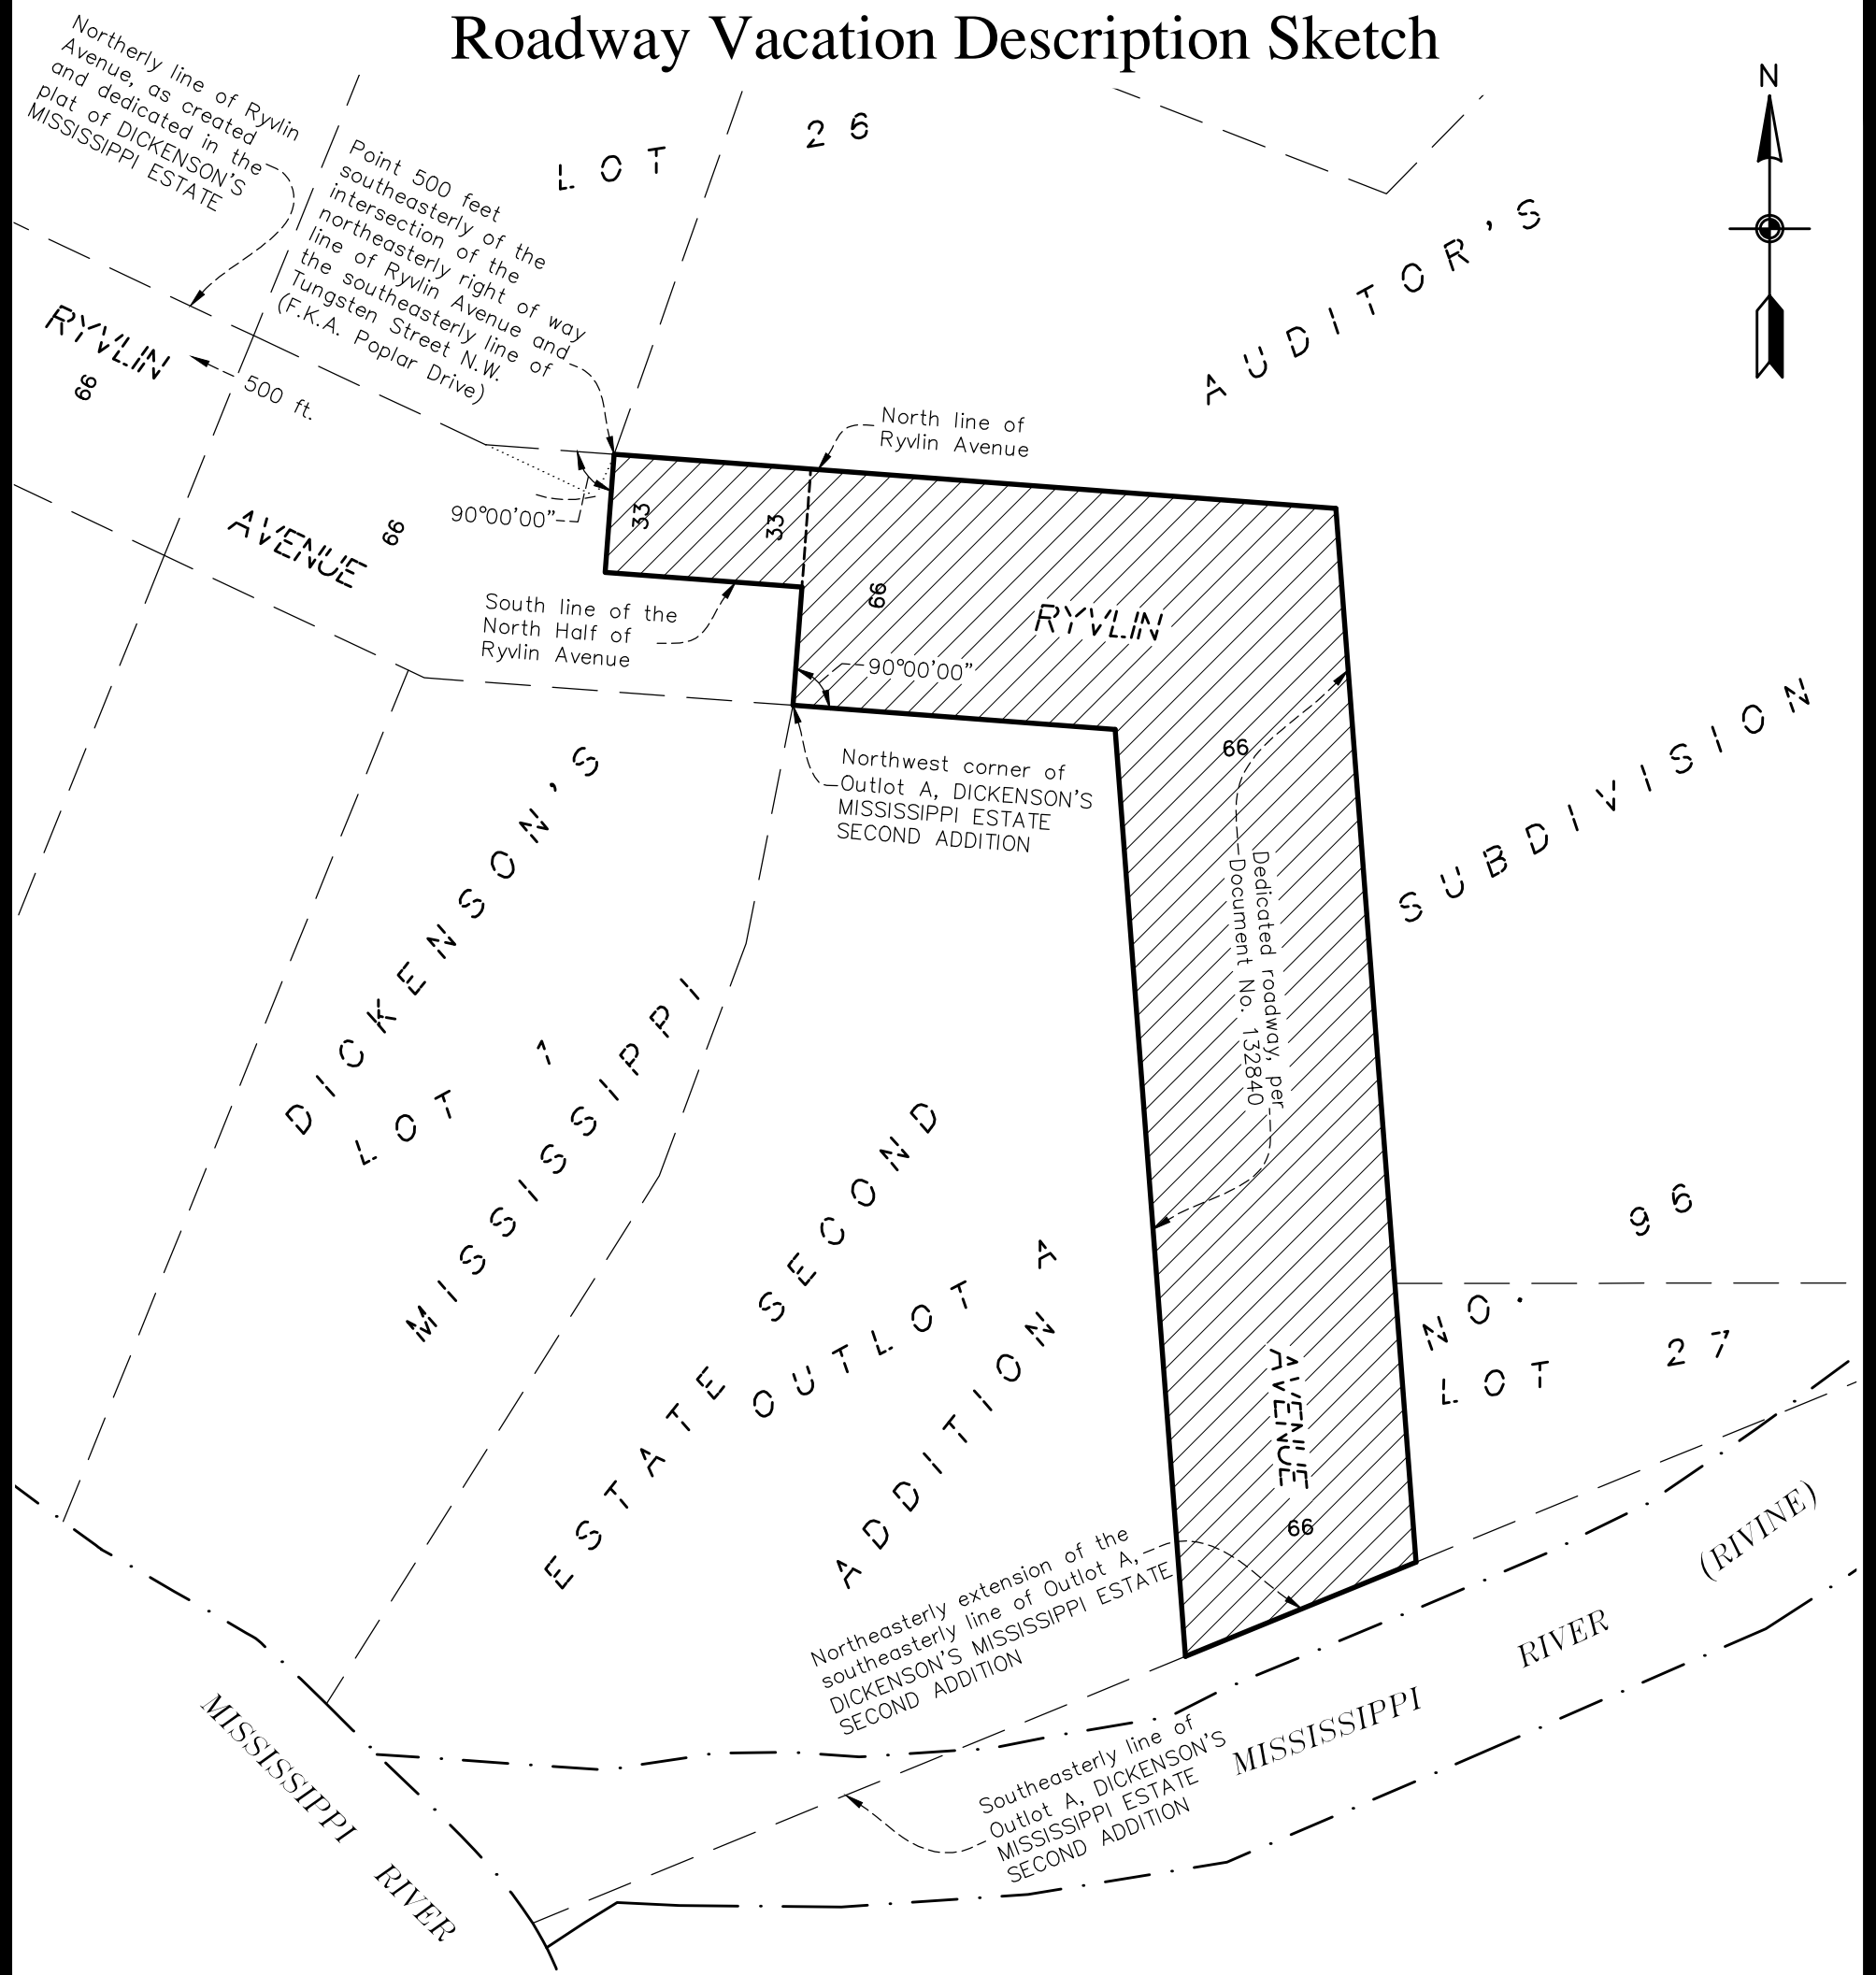 Roadway Vacation Description Sketch
N
Northerly line of Ryvlin
Avenue, as created
and dedicated in the
plat of DICKENSON'S
MISSISSIPPI ESTATE
Point 500 feet
southeasterly of the
intersection of the
northeasterly right of way
line of Ryvlin Avenue and
the southeasterly line of
Tungsten Street N.W.
(F.K.A. Poplar Drive)
LOT 26
AUDITOR'S
RYVLIN
66
500 ft.
North line of
Ryvlin Avenue
AVENUE
66
90°00'00"
33
33
66
RYVLIN
South line of the
North Half of
Ryvlin Avenue
90°00'00"
SUBDIVISION
66
Northwest corner of
Outlot A, DICKENSON'S
MISSISSIPPI ESTATE
SECOND ADDITION
Dedicated roadway, per
Document No. 132840
DICKENSON'S
LOT 7
MISSISSIPPI
ESTATE SECOND
OUTLOT A
ADDITION
NO. 96
LOT 27
AVENUE
66
Northeasterly extension of the
southeasterly line of Outlot A,
DICKENSON'S MISSISSIPPI ESTATE
SECOND ADDITION
Southeasterly line of
Outlot A, DICKENSON'S
MISSISSIPPI ESTATE
SECOND ADDITION
MISSISSIPPI RIVER (RIVINE)
MISSISSIPPI RIVER